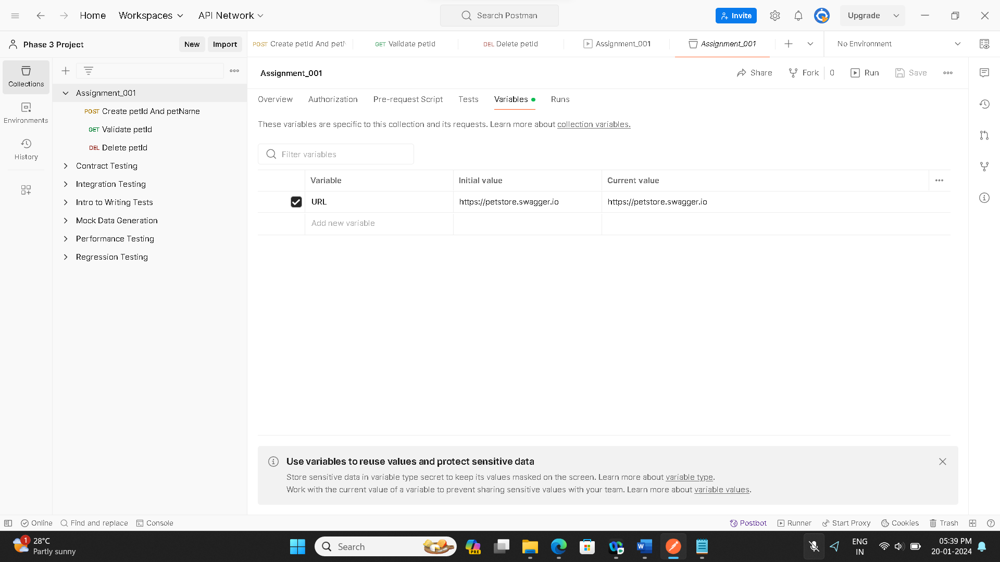 Home Workspaces API Network Search Postman Invite Upgrade
Phase 3 Project New Import POST Create petId And petN GET Validate petId DEL Delete petId Assignment_001 Assignment_001 No Environment
Collections
Environments
History
Assignment_001
POST Create petId And petName
GET Validate petId
DEL Delete petId
Contract Testing
Integration Testing
Intro to Writing Tests
Mock Data Generation
Performance Testing
Regression Testing
Assignment_001 Share Fork 0 Run Save
Overview Authorization Pre-request Script Tests Variables Runs
These variables are specific to this collection and its requests. Learn more about collection variables.
Filter variables
Variable Initial value Current value
URL https://petstore.swagger.io https://petstore.swagger.io
Add new variable
Use variables to reuse values and protect sensitive data
Store sensitive data in variable type secret to keep its values masked on the screen. Learn more about variable type.
Work with the current value of a variable to prevent sharing sensitive values with your team. Learn more about variable values.
Online Find and replace Console Postbot Runner Start Proxy Cookies Trash
1 28°C
Partly sunny
Search
PRE
W
ENG
IN
05:39 PM
20-01-2024